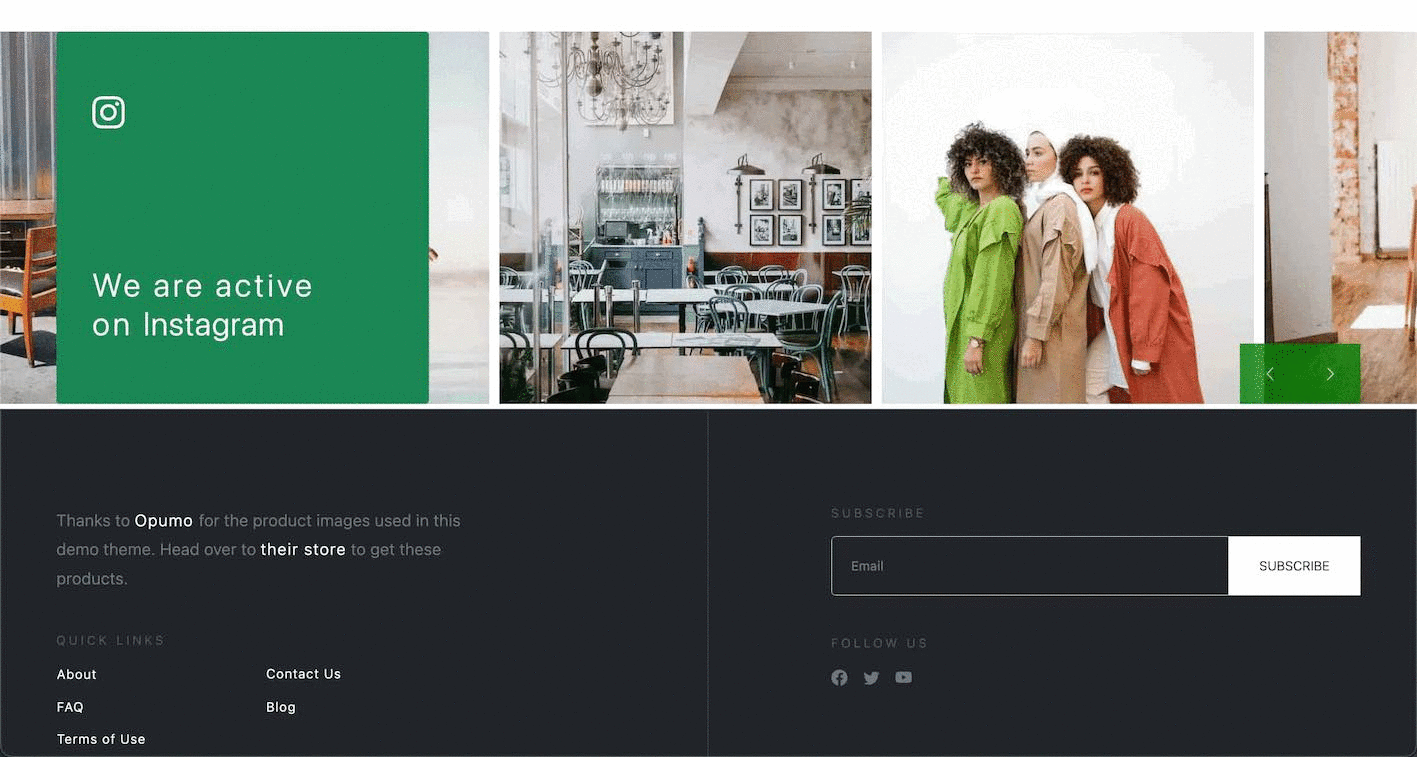 We are active
on Instagram
Thanks to Opumo for the product images used in this
demo theme. Head over to their store to get these
products.
QUICK LINKS
About
Contact Us
FAQ
Blog
Terms of Use
SUBSCRIBE
Email
SUBSCRIBE
FOLLOW US